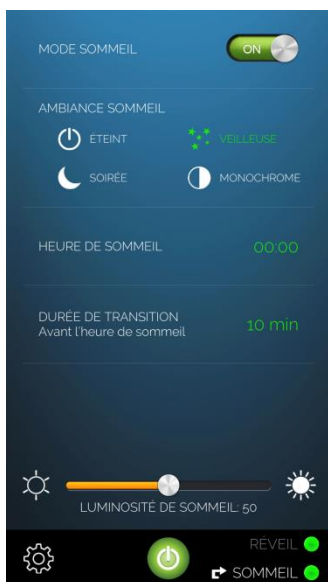 MODE SOMMEIL
ON
AMBIANCE SOMMEIL
ÉTEINT
VEILLEUSE
SOIRÉE
MONOCHROME
HEURE DE SOMMEIL
00:00
DURÉE DE TRANSITION
Avant l'heure de sommeil
10 min
LUMINOSITÉ DE SOMMEIL: 50
RÉVEIL
SOMMEIL